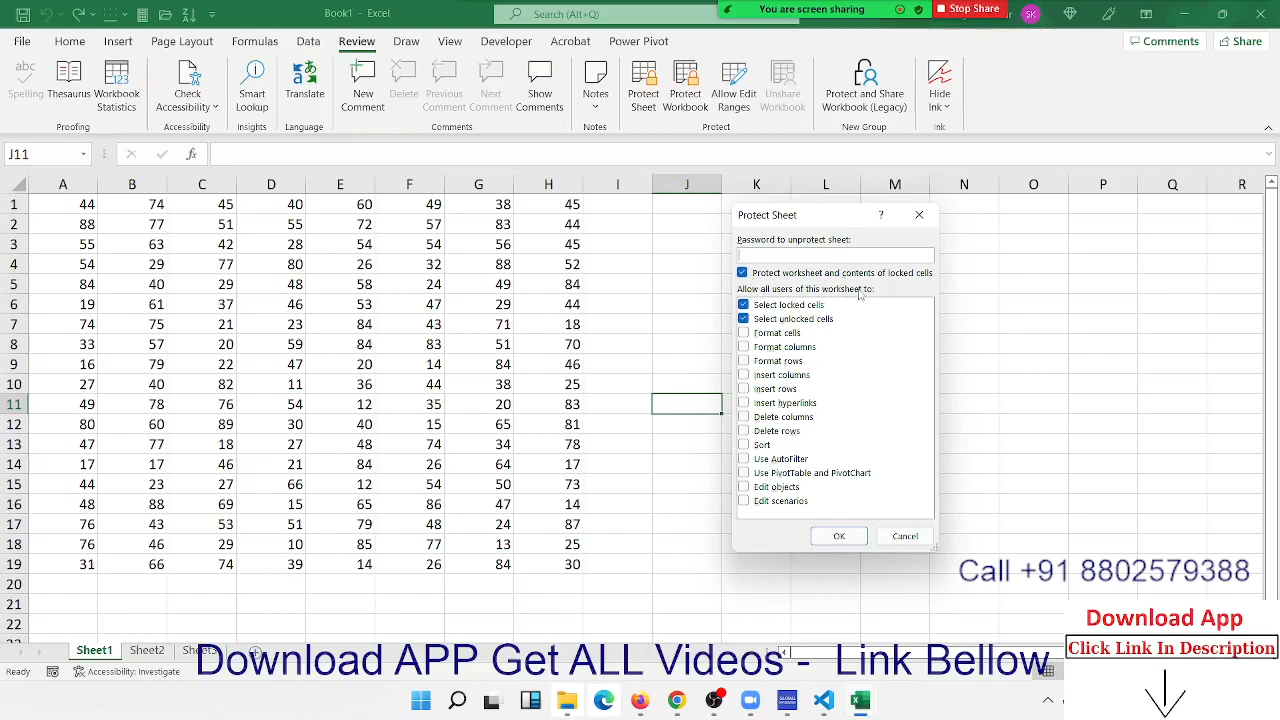 Book1 - Excel
Search (Alt+Q)
You are screen sharing
Stop Share
SK
File Home Insert Page Layout Formulas Data Review Draw View Developer Acrobat Power Pivot
Comments Share
Spelling Thesaurus Workbook Statistics
Check Accessibility
Smart Lookup
Translate
New Comment Delete Previous Comment Next Comment Show Comments
Notes
Protect Sheet Protect Workbook Allow Edit Ranges Unshare Workbook
Protect and Share Workbook (Legacy)
Hide Ink
Proofing Accessibility Insights Language Comments Notes Protect New Group Ink
J11 fx
A B C D E F G H I J K L M N O P Q R
1 44 74 45 40 60 49 38 45
2 88 77 51 55 72 57 83 44
3 55 63 42 28 54 54 56 45
4 54 29 77 80 26 32 88 52
5 84 40 29 48 58 24 49 84
6 19 61 37 46 53 47 29 44
7 74 75 21 23 84 43 71 18
8 33 57 20 59 84 83 51 70
9 16 79 22 47 20 14 84 46
10 27 40 82 11 36 44 38 25
11 49 78 76 54 12 35 20 83
12 80 60 89 30 40 15 65 81
13 47 77 18 27 48 74 34 78
14 17 17 46 21 84 26 64 17
15 44 23 27 66 12 54 50 73
16 48 88 69 15 65 86 47 14
17 76 43 53 51 79 48 24 87
18 76 46 29 10 85 77 13 25
19 31 66 74 39 14 26 84 30
20
21
22
Protect Sheet ?
Password to unprotect sheet:
Protect worksheet and contents of locked cells
Allow all users of this worksheet to:
Select locked cells
Select unlocked cells
Format cells
Format columns
Format rows
Insert columns
Insert rows
Insert hyperlinks
Delete columns
Delete rows
Sort
Use AutoFilter
Use PivotTable and PivotChart
Edit objects
Edit scenarios
OK Cancel
Call +91 8802579388
Download App
Click Link In Description
Sheet1 Sheet2
Download APP Get ALL Videos - Link Bellow
Ready Accessibility: Investigate